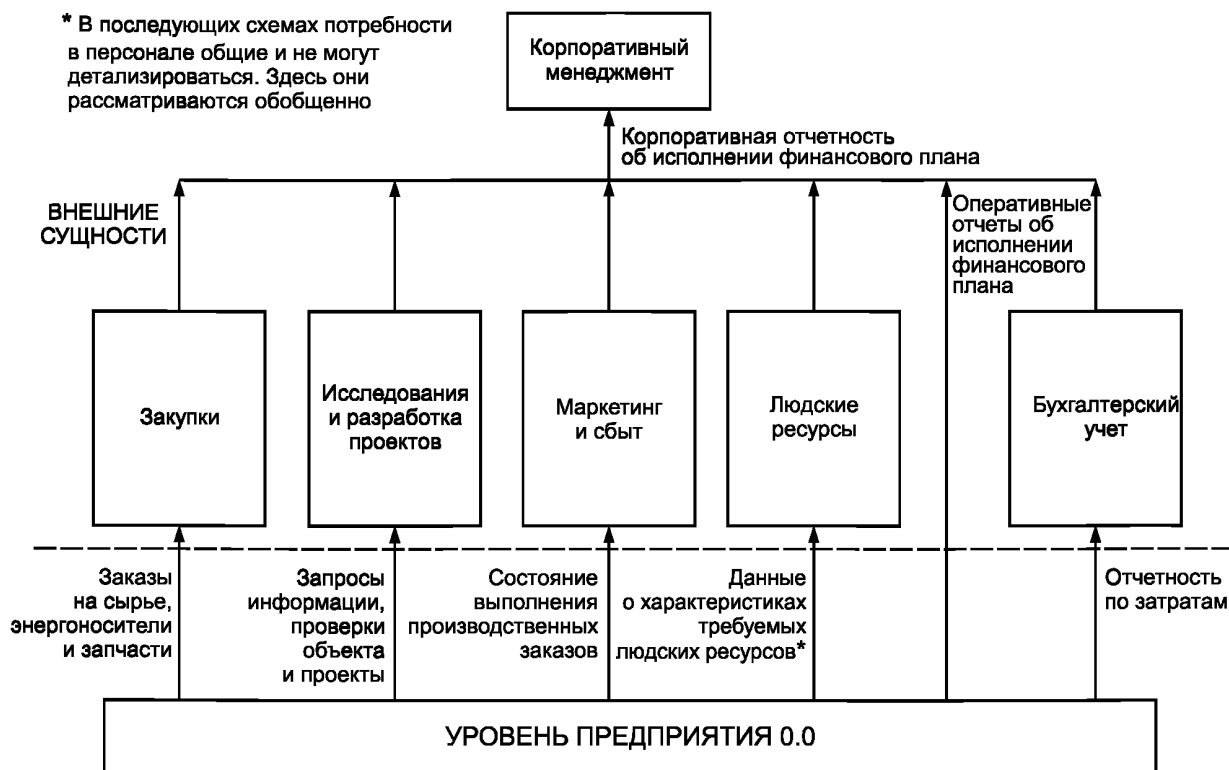 * В последующих схемах потребности
в персонале общие и не могут
детализироваться. Здесь они
рассматриваются обобщенно
Корпоративный
менеджмент
Корпоративная отчетность
об исполнении финансового плана
ВНЕШНИЕ
СУЩНОСТИ
Оперативные
отчеты об
исполнении
финансового
плана
Закупки
Исследования
и разработка
проектов
Маркетинг
и сбыт
Людские
ресурсы
Бухгалтерский
учет
Заказы
на сырье,
энергоносители
и запчасти
Запросы
информации,
проверки
объекта
и проекты
Состояние
выполнения
производственных
заказов
Данные
о характеристиках
требуемых
людских ресурсов*
Отчетность
по затратам
УРОВЕНЬ ПРЕДПРИЯТИЯ 0.0